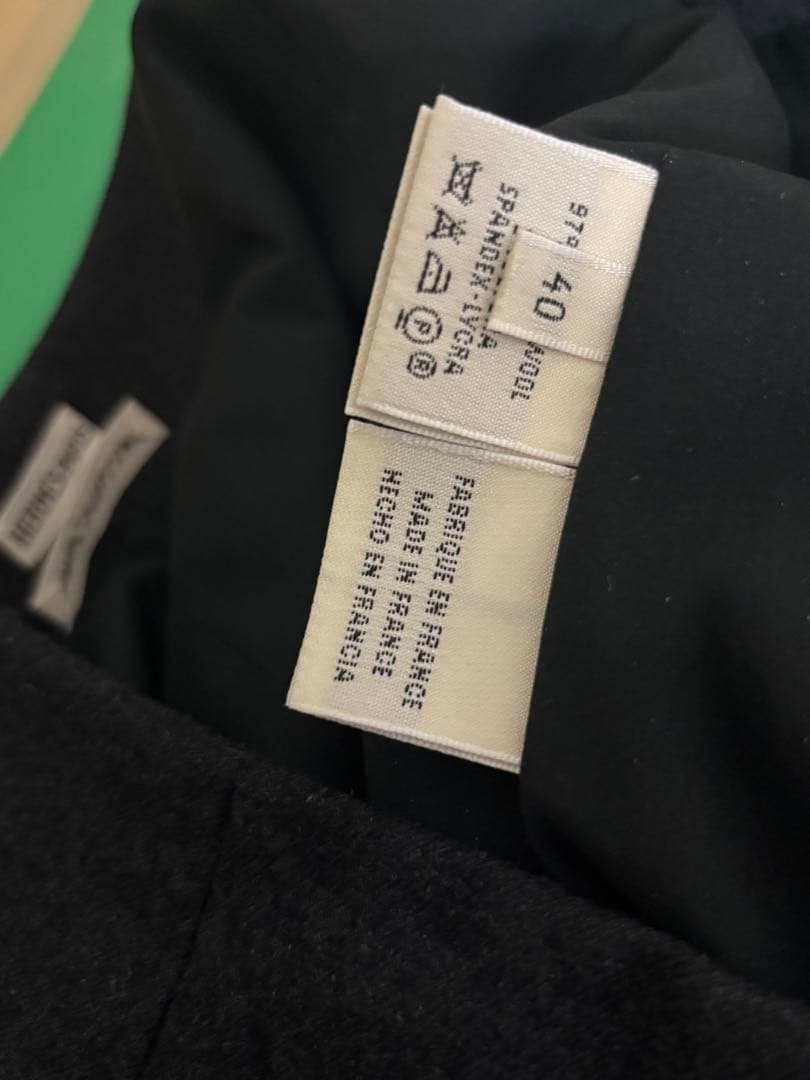 97%
WOOL
SPANDEX-LYCRA
40
P
R
FABRIQUE EN FRANCE
MADE IN FRANCE
HECHO EN FRANCIA